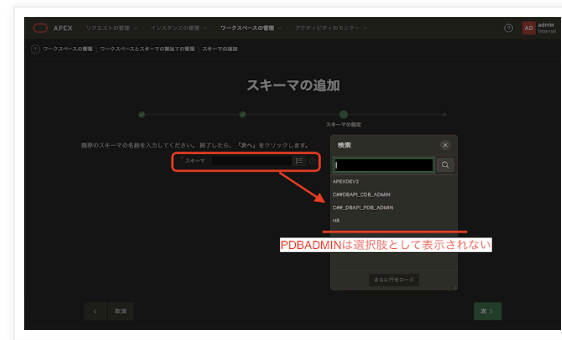 APEX リクエストの管理 インスタンスの管理 ワークスペースの管理 アクティビティのモニター
AD admin
Internal
ワークスペースの管理 \ ワークスペースとスキーマの割当ての管理 \ スキーマの追加
スキーマの追加
スキーマの指定
既存のスキーマの名前を入力してください。終了したら、「次へ」をクリックします。
* スキーマ
検索
APEXDEV2
C##DBAPI_CDB_ADMIN
C##_DBAPI_PDB_ADMIN
HR
PDBADMINは選択肢として表示されない
さらに行をロード
取消
次